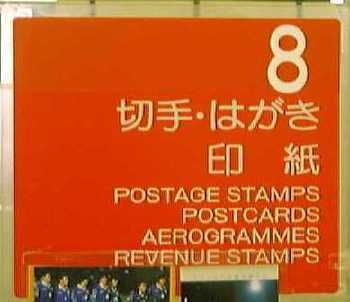 8
切手・はがき
印紙
POSTAGE STAMPS
POSTCARDS
AEROGRAMMES
REVENUE STAMPS